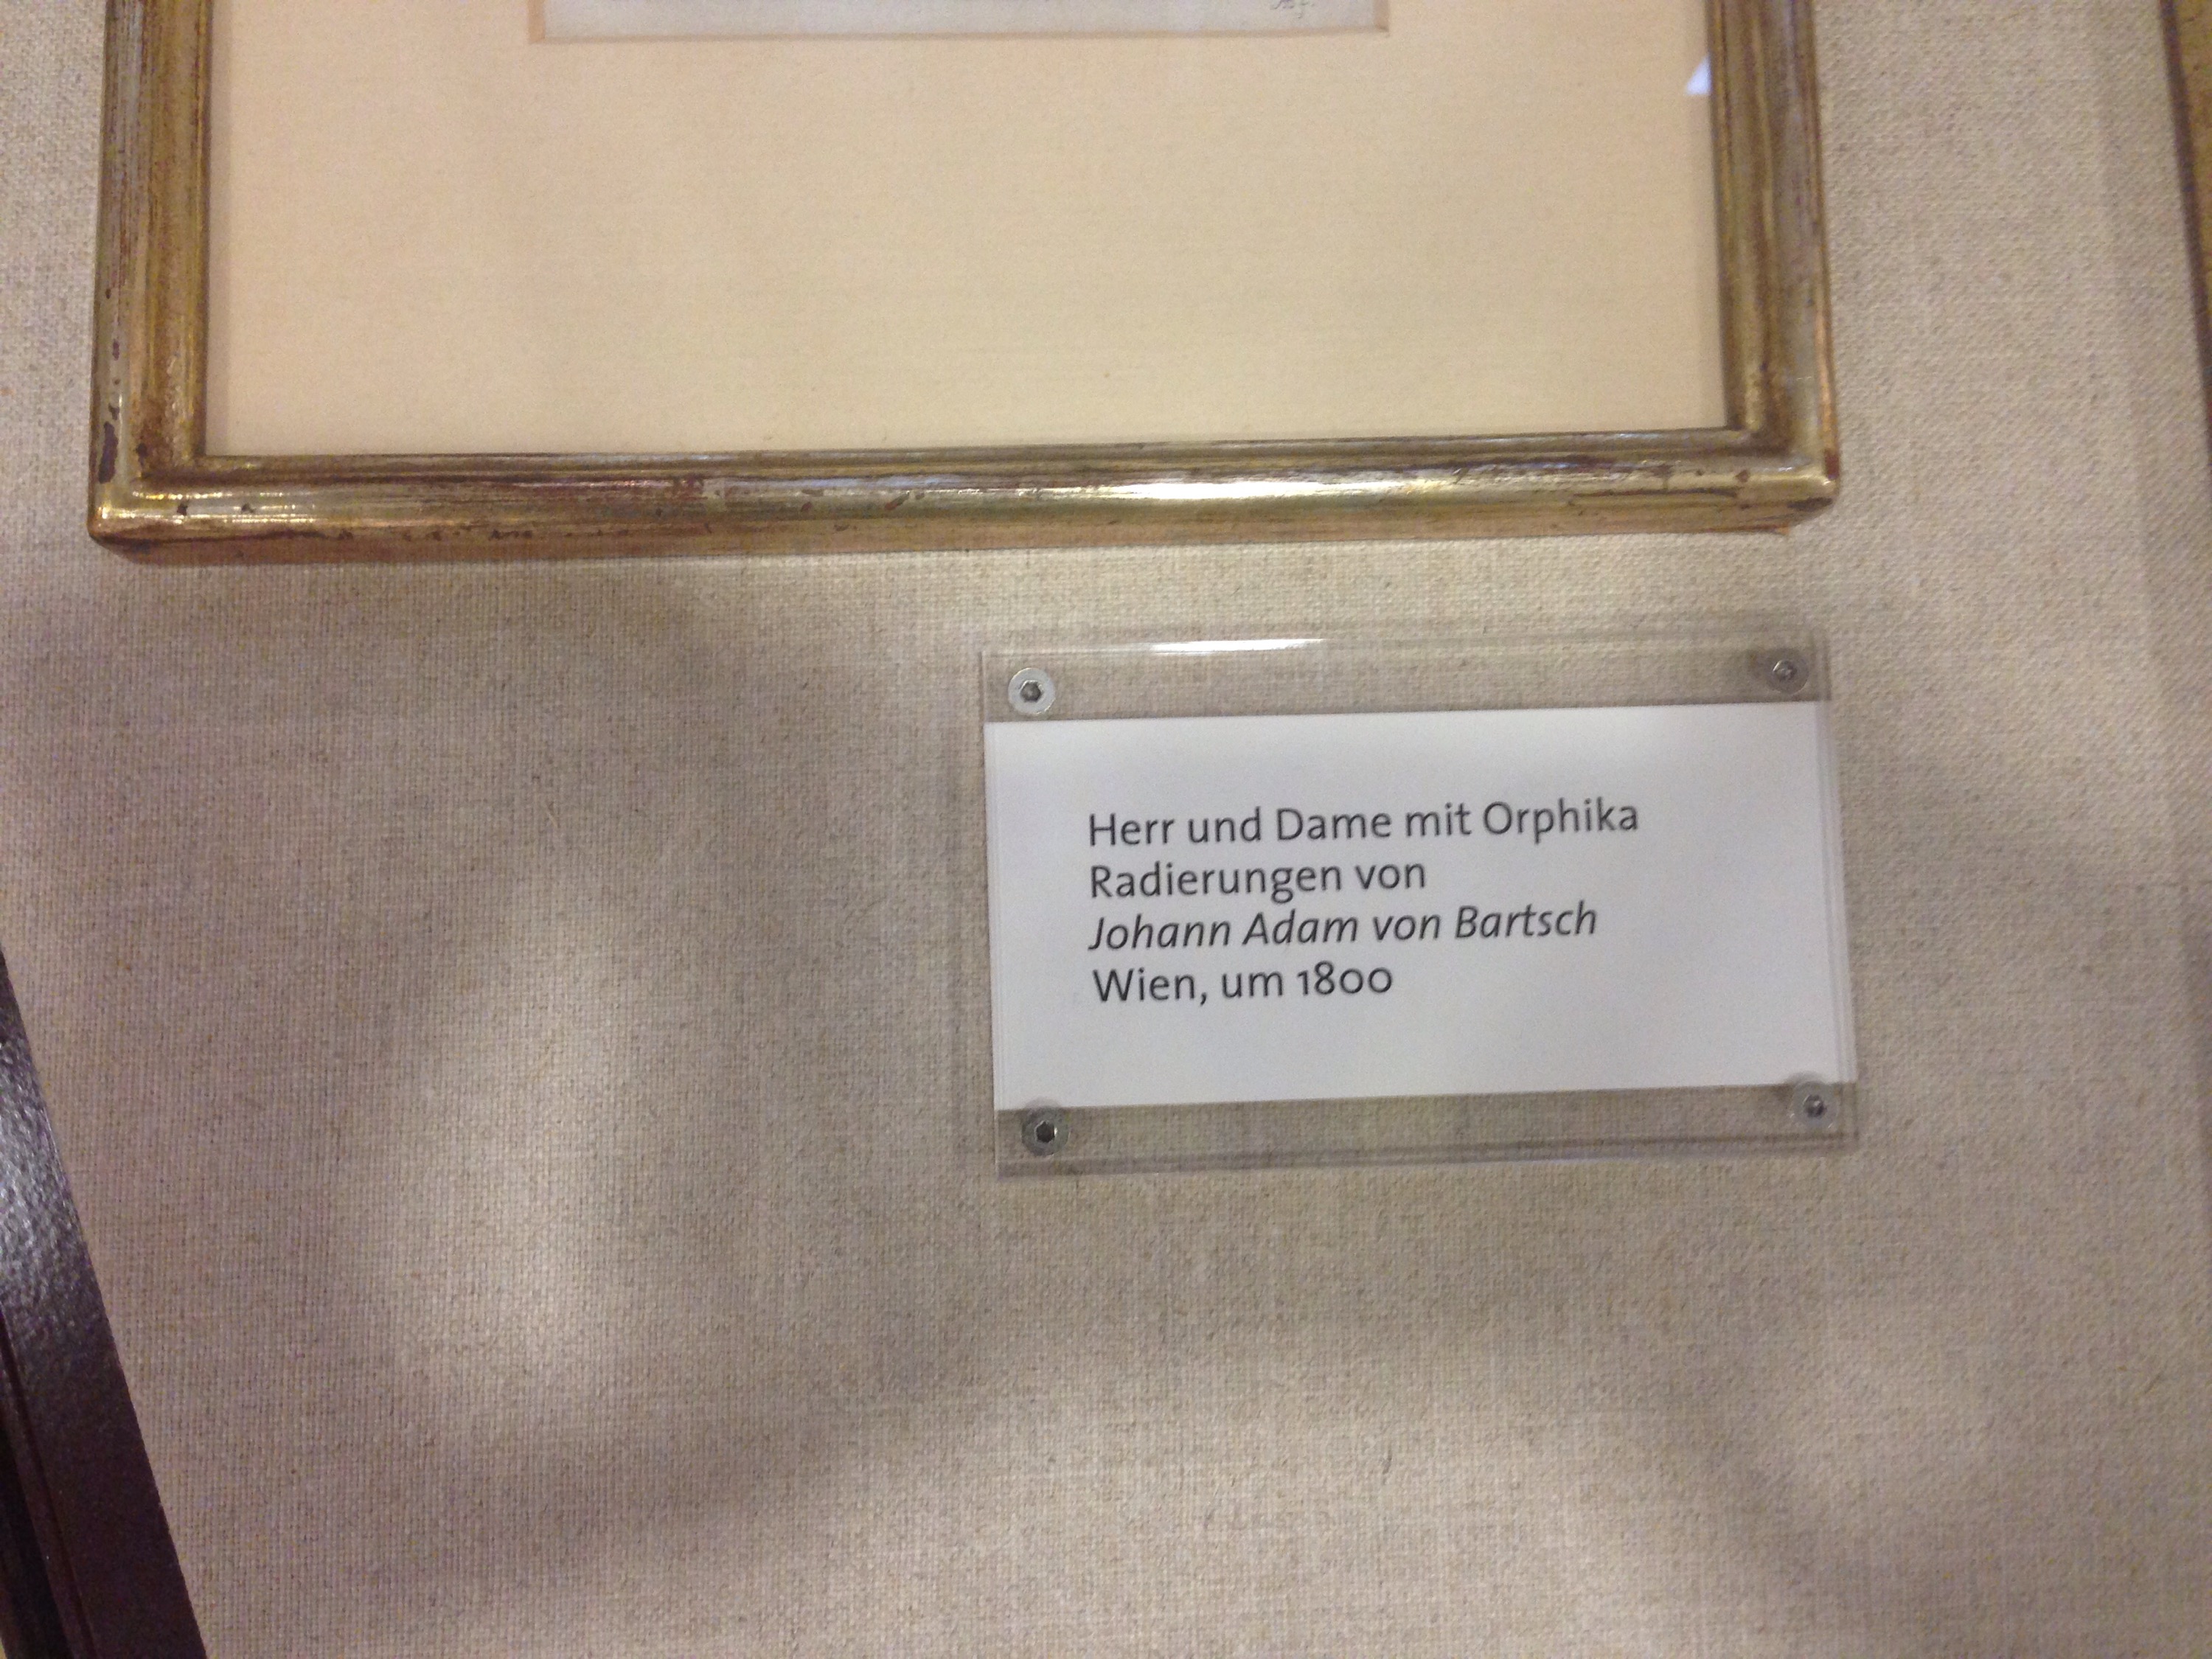 Herr und Dame mit Orphika
Radierungen von
Johann Adam von Bartsch
Wien, um 1800